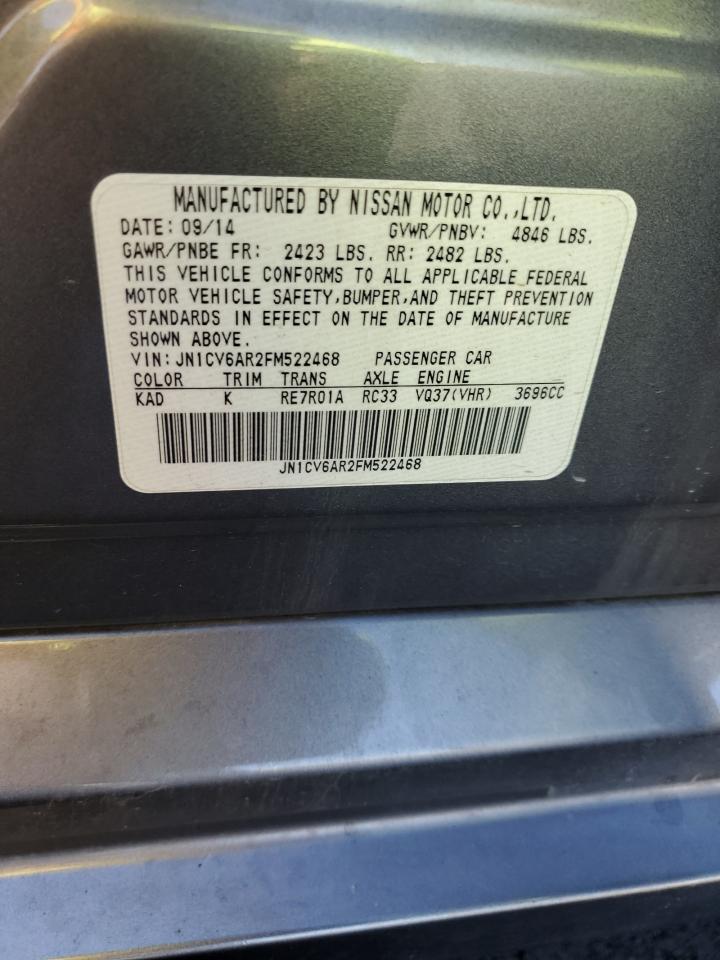 MANUFACTURED BY NISSAN MOTOR CO.,LTD.
DATE: 09/14 GVWR/PNBV: 4846 LBS.
GAWR/PNBE FR: 2423 LBS. RR: 2482 LBS.
THIS VEHICLE CONFORMS TO ALL APPLICABLE FEDERAL
MOTOR VEHICLE SAFETY,BUMPER,AND THEFT PREVENTION
STANDARDS IN EFFECT ON THE DATE OF MANUFACTURE
SHOWN ABOVE.
VIN: JN1CV6AR2FM522468 PASSENGER CAR
COLOR TRIM TRANS AXLE ENGINE
KAD K RE7R01A RC33 VQ37(VHR) 3696CC
JN1CV6AR2FM522468